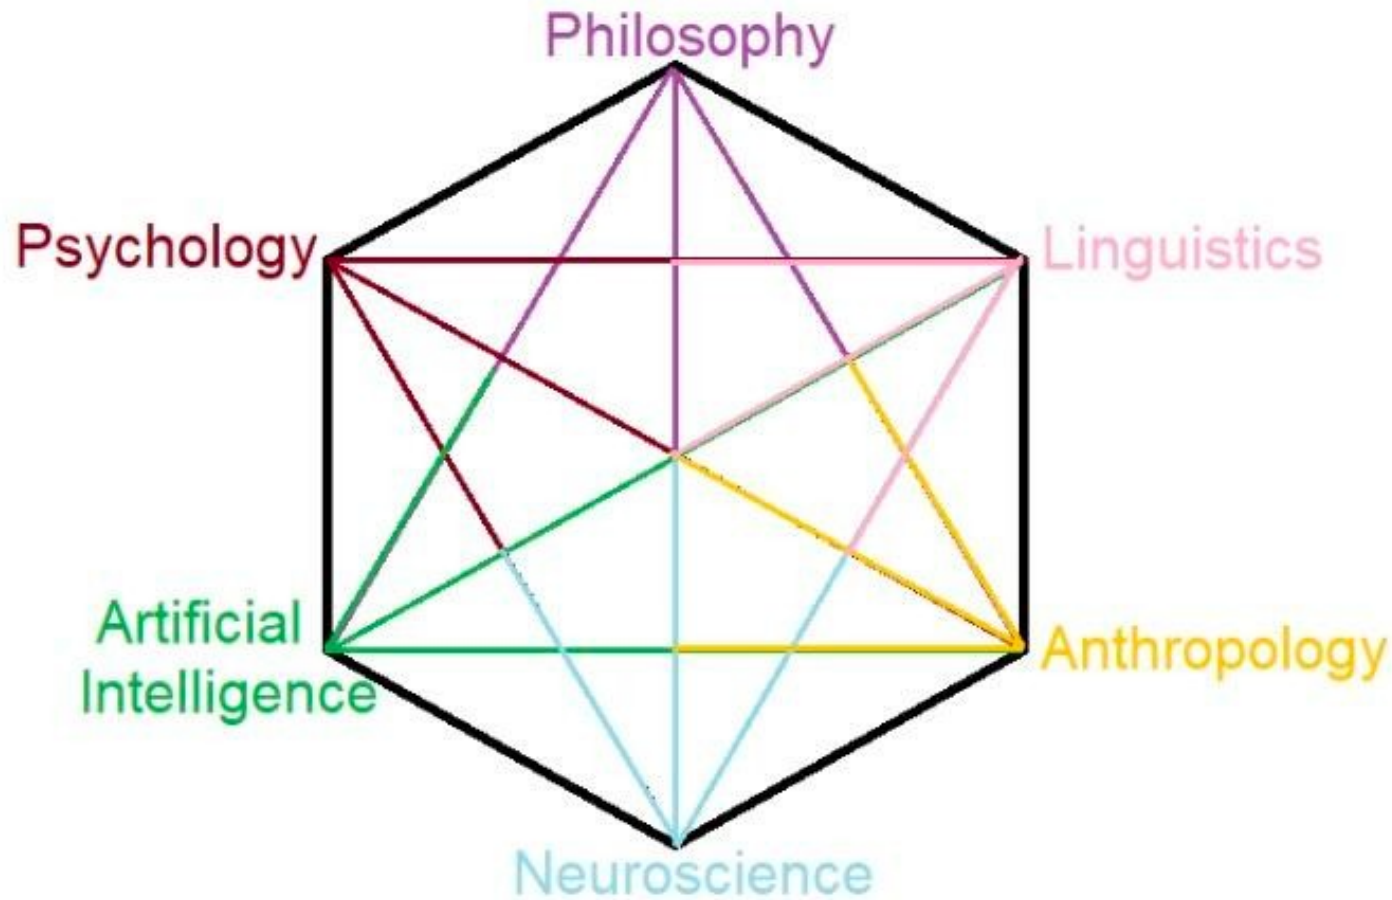 Philosophy
Psychology
Linguistics
Artificial
Intelligence
Anthropology
Neuroscience